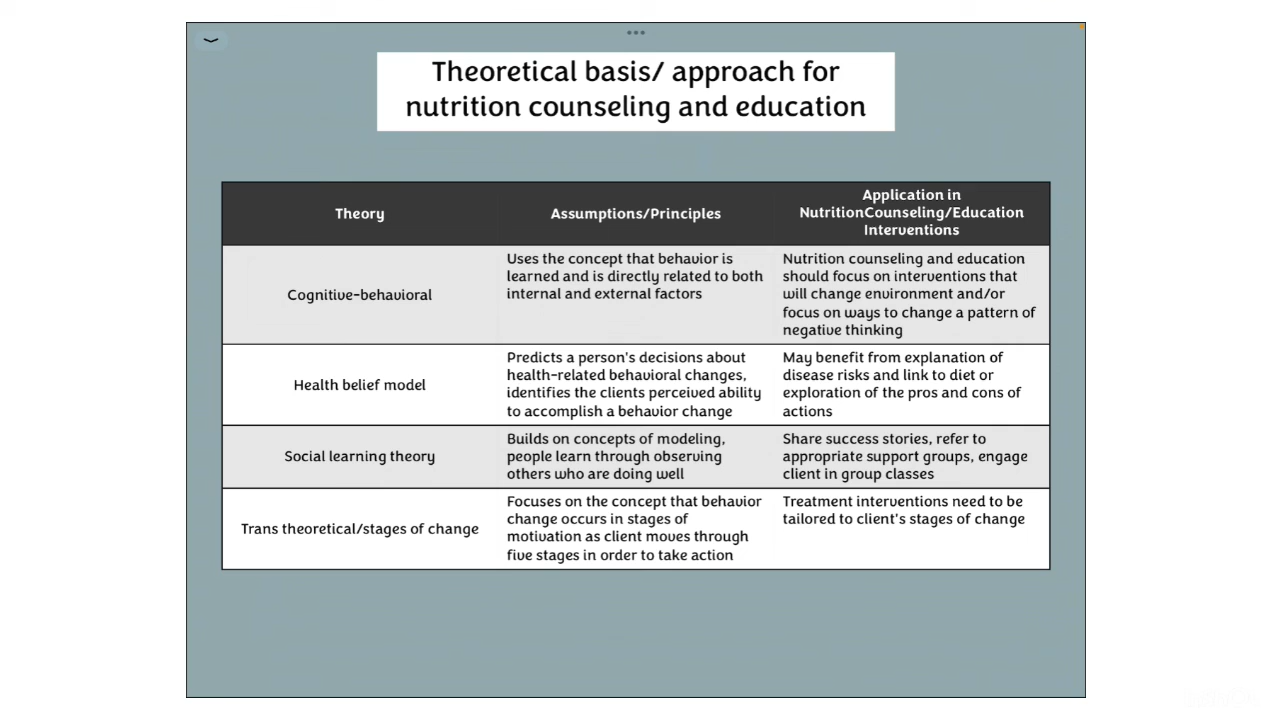 Theoretical basis/ approach for
nutrition counseling and education
Theory
Assumptions/Principles
Application in
NutritionCounseling/Education
Interventions
Cognitive-behavioral
Uses the concept that behavior is
learned and is directly related to both
internal and external factors
Nutrition counseling and education
should focus on interventions that
will change environment and/or
focus on ways to change a pattern of
negative thinking
Health belief model
Predicts a person's decisions about
health-related behavioral changes,
identifies the clients perceived ability
to accomplish a behavior change
May benefit from explanation of
disease risks and link to diet or
exploration of the pros and cons of
actions
Social learning theory
Builds on concepts of modeling,
people learn through observing
others who are doing well
Share success stories, refer to
appropriate support groups, engage
client in group classes
Trans theoretical/stages of change
Focuses on the concept that behavior
change occurs in stages of
motivation as client moves through
five stages in order to take action
Treatment interventions need to be
tailored to client's stages of change